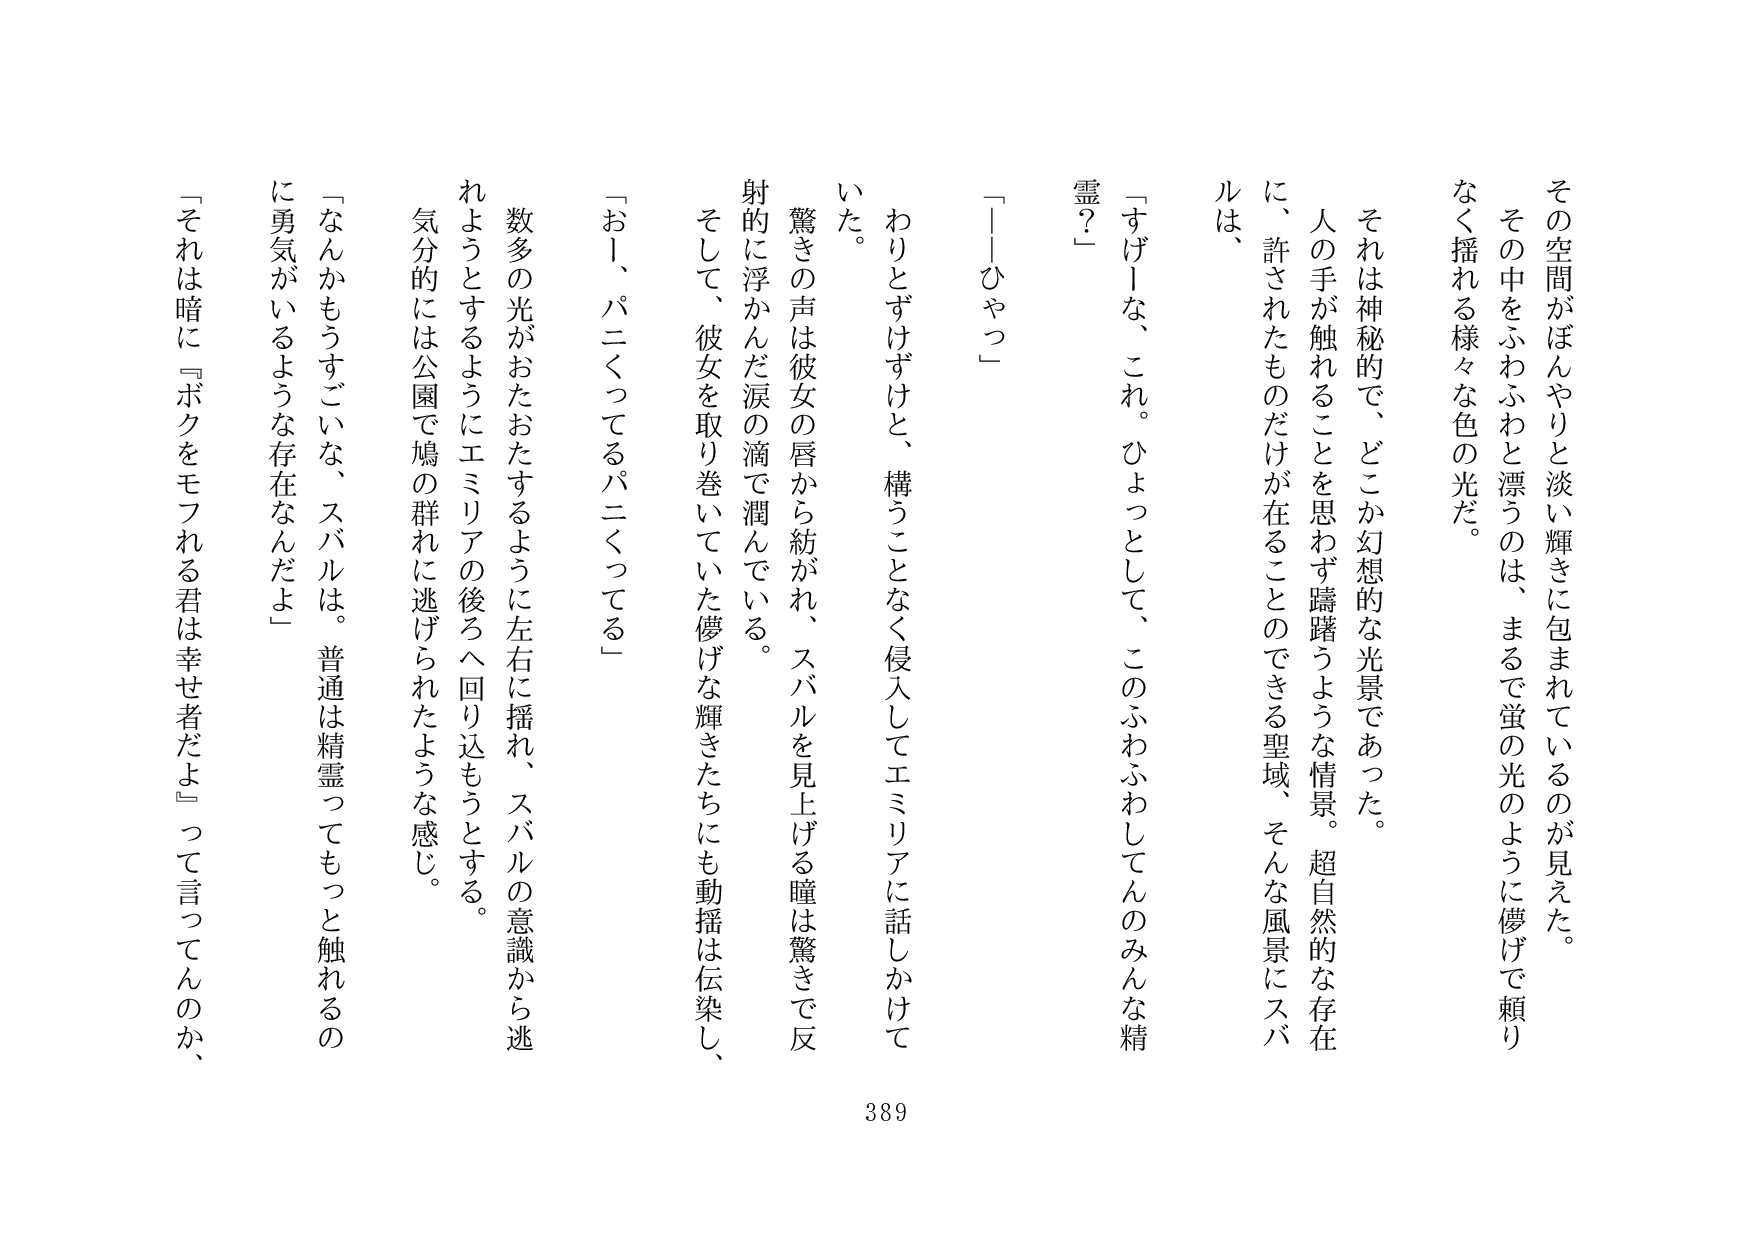 その空間がぼんやりと淡い輝きに包まれているのが見えた。
その中をふわふわと漂うのは、まるで蛍の光のように儚げで頼り
なく揺れる様々な色の光だ。
それは神秘的で、どこか幻想的な光景であった。
人の手が触れることを思わず躊躇うような情景。超自然的な存在
に、許されたものだけが在ることのできる聖域、そんな風景にスバ
ルは、
「すげーな、これ。ひょっとして、このふわふわしてんのみんな精
霊？」
「――ひやっ」
わりとずけずけと、構うことなく侵入してエミリアに話しかけて
いた。
驚きの声は彼女の唇から紡がれ、スバルを見上げる瞳は驚きで反
射的に浮かんだ涙の滴で潤んでいる。
そして、彼女を取り巻いていた儚げな輝きたちにも動揺は伝染し、
「おー、パニくってるパニくってる」
数多の光がおたおたするように左右に揺れ、スバルの意識から逃
れようとするようにエミリアの後ろへ回り込もうとする。
気分的には公園で鳩の群れに逃げられたような感じ。
「なんかもうすごいな、スバルは。普通は精霊ってもっと触れるの
に勇気がいるような存在なんだよ」
「それは暗に『ボクをモフれる君は幸せ者だよ』って言ってんのか、
389